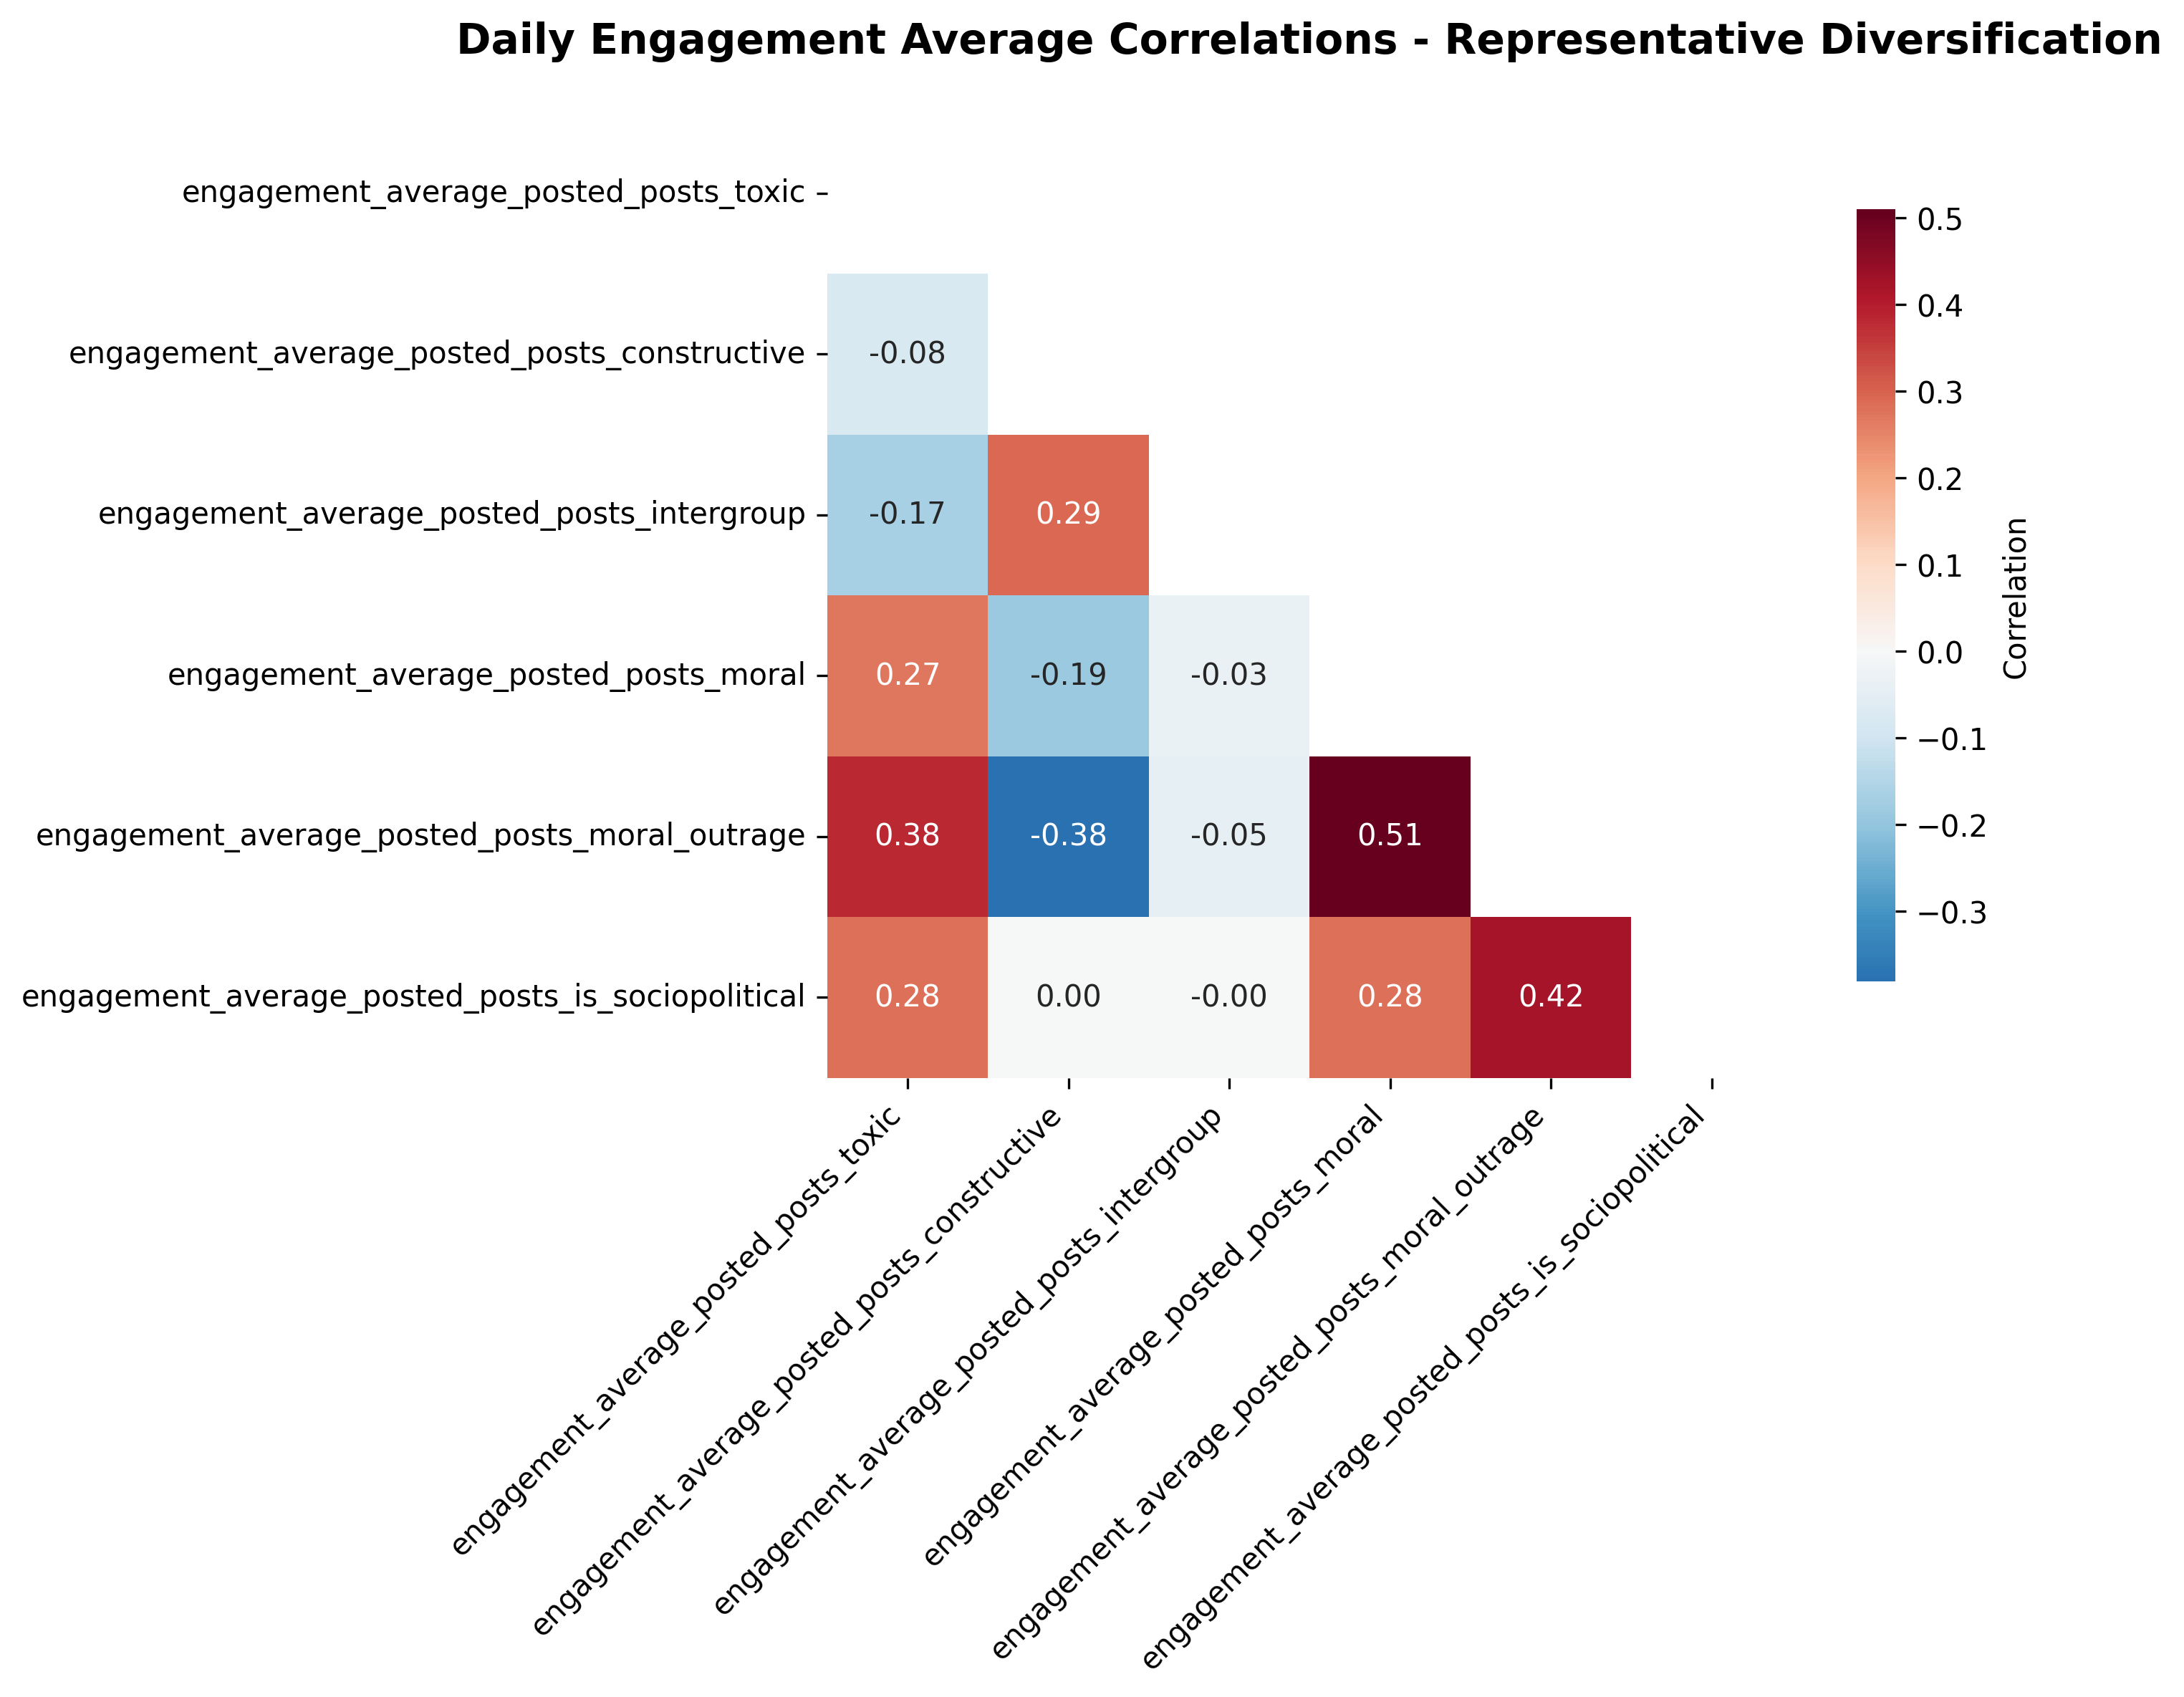 Daily Engagement Average Correlations - Representative Diversification
engagement_average_posted_posts_toxic
engagement_average_posted_posts_constructive
-0.08
engagement_average_posted_posts_intergroup
-0.17 0.29
engagement_average_posted_posts_moral
0.27 -0.19 -0.03
engagement_average_posted_posts_moral_outrage
0.38 -0.38 -0.05 0.51
engagement_average_posted_posts_is_sociopolitical
0.28 0.00 -0.00 0.28 0.42
engagement_average_posted_posts_toxic
engagement_average_posted_posts_constructive
engagement_average_posted_posts_intergroup
engagement_average_posted_posts_moral
engagement_average_posted_posts_moral_outrage
engagement_average_posted_posts_is_sociopolitical
0.5
0.4
0.3
0.2
0.1
0.0
−0.1
−0.2
−0.3
Correlation